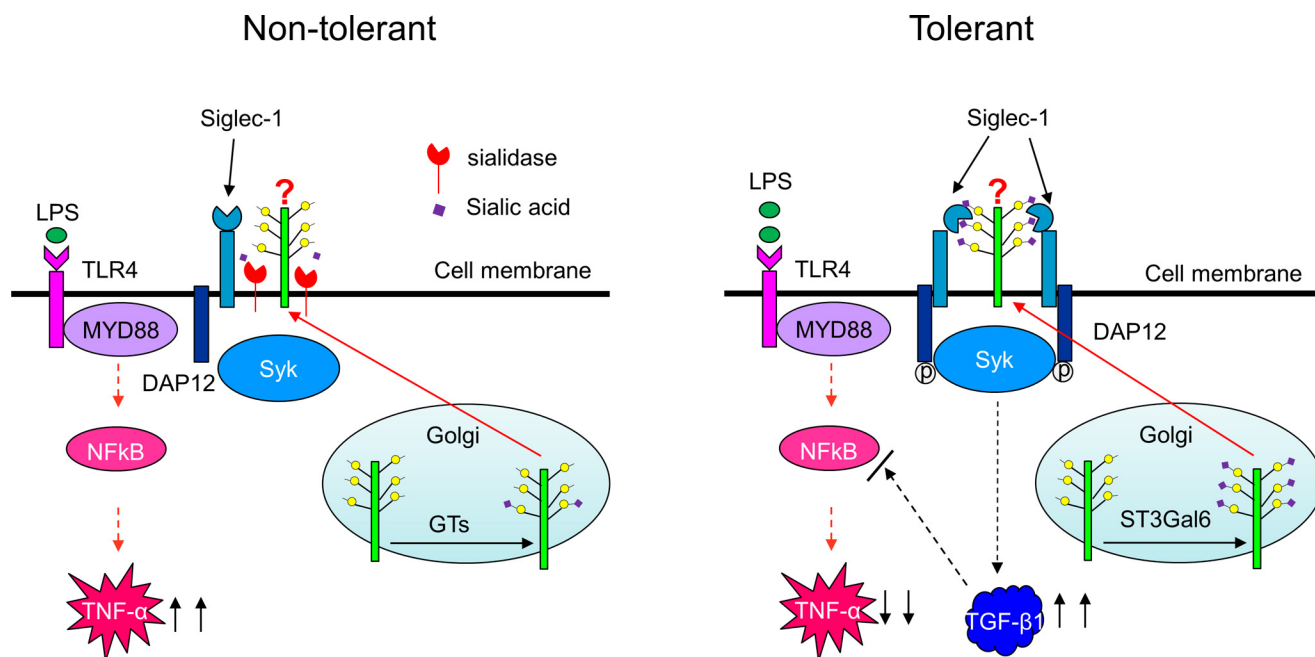 Non-tolerant
Siglec-1
sialidase
Sialic acid
?
LPS
TLR4
Cell membrane
MYD88
DAP12
Syk
NFkB
Golgi
GTs
TNF-α
Tolerant
Siglec-1
?
LPS
TLR4
Cell membrane
MYD88
DAP12
Syk
p
p
NFkB
Golgi
ST3Gal6
TNF-α
TGF-β1